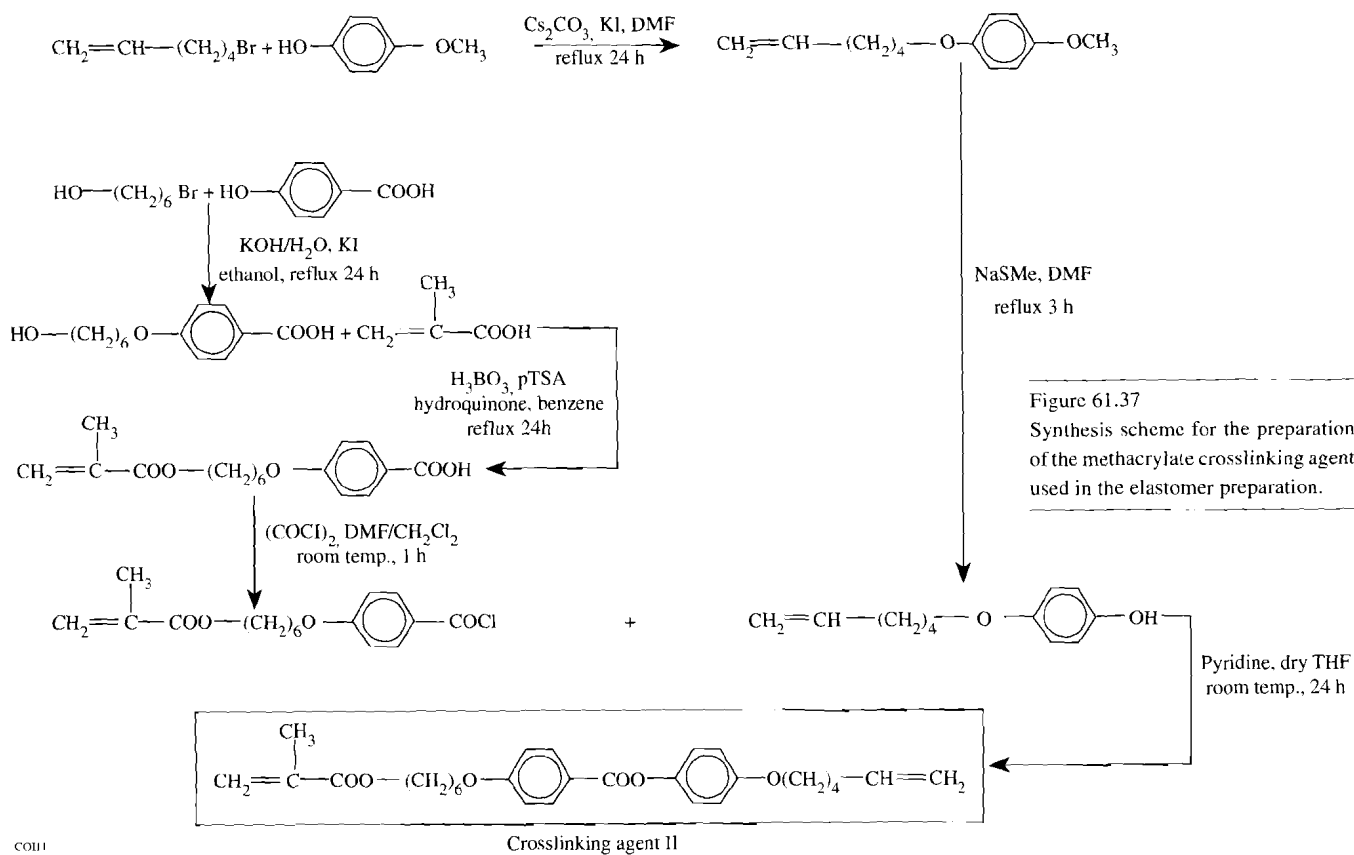 CH2=CH—(CH2)4Br + HO— —OCH3
Cs2CO3, KI, DMF
reflux 24 h
CH2=CH—(CH2)4—O— —OCH3
HO—(CH2)6 Br + HO— —COOH
KOH/H2O, KI
ethanol, reflux 24 h
NaSMe, DMF
reflux 3 h
CH3
HO—(CH2)6 O— —COOH + CH2=C—COOH
H3BO3, pTSA
hydroquinone, benzene
reflux 24h
Figure 61.37
Synthesis scheme for the preparation
of the methacrylate crosslinking agent
used in the elastomer preparation.
CH3
CH2=C—COO—(CH2)6O— —COOH
(COCl)2, DMF/CH2Cl2
room temp., 1 h
CH3
CH2=C—COO—(CH2)6O— —COCl
+
CH2=CH—(CH2)4—O— —OH
Pyridine, dry THF
room temp., 24 h
CH3
CH2=C—COO—(CH2)6O— —COO— —O(CH2)4—CH=CH2
Crosslinking agent II